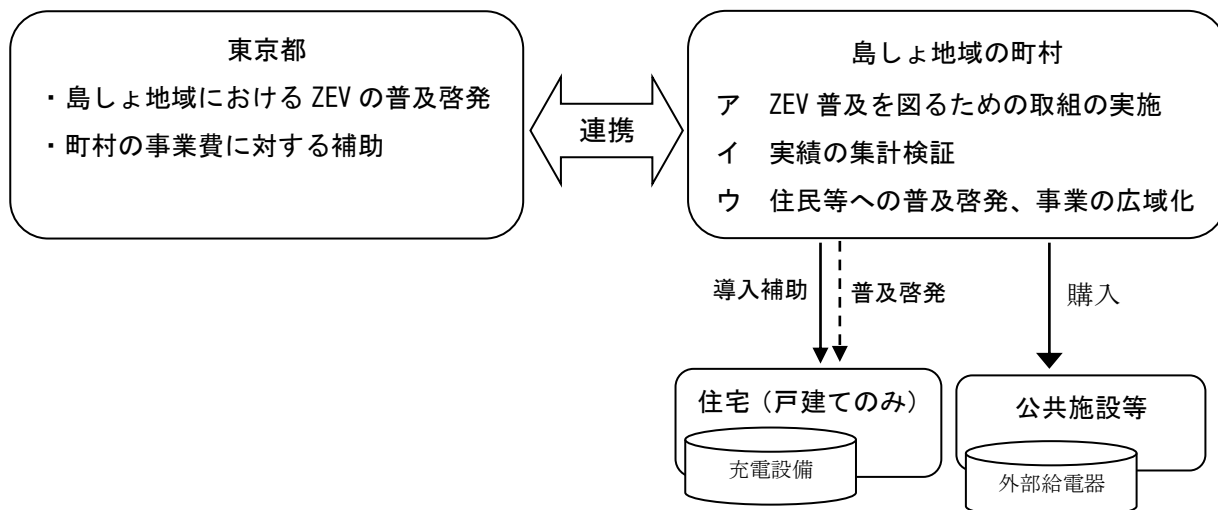 東京都
・島しょ地域における ZEV の普及啓発
・町村の事業費に対する補助
連携
島しょ地域の町村
ア ZEV 普及を図るための取組の実施
イ 実績の集計検証
ウ 住民等への普及啓発、事業の広域化
導入補助
普及啓発
購入
住宅（戸建てのみ）
充電設備
公共施設等
外部給電器